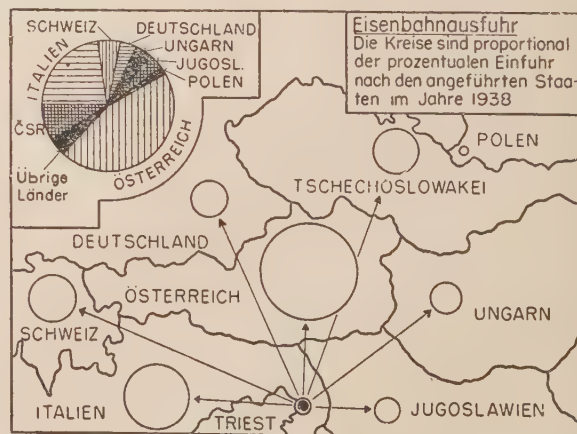 SCHWEIZ
ITALIEN
DEUTSCHLAND
UNGARN
JUGOSL.
POLEN
ČSR
Übrige
Länder
ÖSTERREICH
Eisenbahnausfuhr
Die Kreise sind proportional
der prozentualen Einfuhr
nach den angeführten Staa-
ten im Jahre 1938
POLEN
TSCHECHOSLOWAKEI
DEUTSCHLAND
ÖSTERREICH
SCHWEIZ
UNGARN
ITALIEN
TRIEST
JUGOSLAWIEN